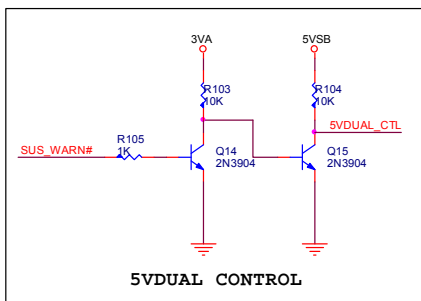 3VA
5VSB
R103
10K
R104
10K
5VDUAL_CTL
R105
1K
SUS_WARN#
Q14
2N3904
Q15
2N3904
5VDUAL CONTROL